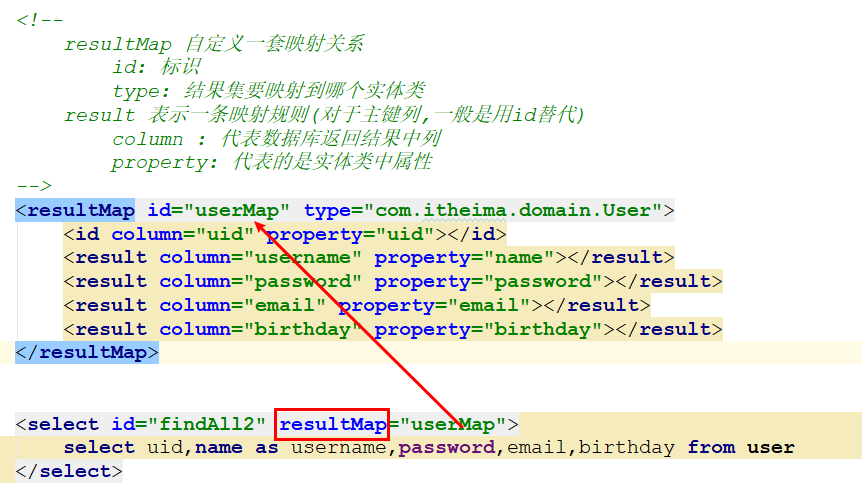 <!--
resultMap 自定义一套映射关系
id: 标识
type: 结果集要映射到哪个实体类
result 表示一条映射规则(对于主键列,一般是用id替代)
column : 代表数据库返回结果中列
property: 代表的是实体类中属性
-->
<resultMap id="userMap" type="com.itheima.domain.User">
<id column="uid" property="uid"></id>
<result column="username" property="name"></result>
<result column="password" property="password"></result>
<result column="email" property="email"></result>
<result column="birthday" property="birthday"></result>
</resultMap>
<select id="findAll2" resultMap="userMap">
select uid,name as username,password,email,birthday from user
</select>